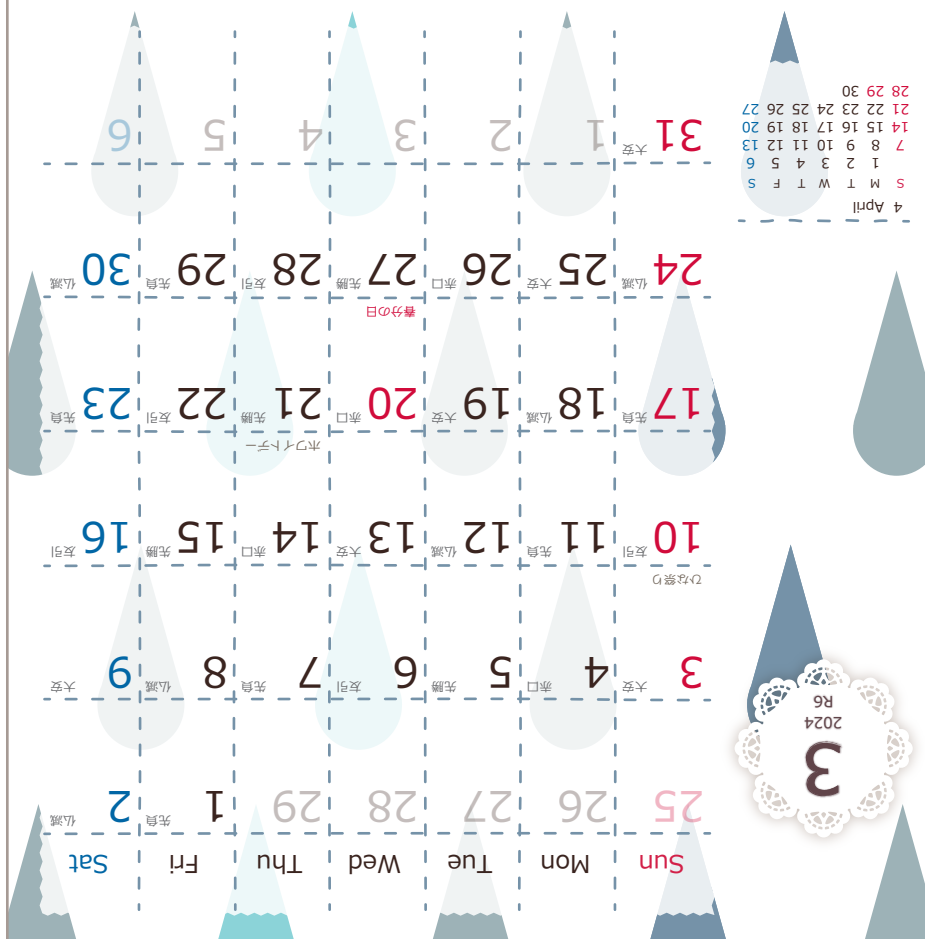 3
2024
R6
Sun Mon Tue Wed Thu Fri Sat
25 26 27 28 29 1 先負 2 仏滅
3 大安 4 赤口 5 先勝 6 友引 7 先負 8 仏滅 9 大安
ひな祭り
10 友引 11 先負 12 仏滅 13 大安 14 赤口 15 先勝 16 友引
ホワイトデー
17 先負 18 仏滅 19 大安 20 赤口 21 先勝 22 友引 23 先負
春分の日
24 仏滅 25 大安 26 赤口 27 先勝 28 友引 29 先負 30 仏滅
31 大安 1 2 3 4 5 6
4 April
S M T W T F S
1 2 3 4 5 6
7 8 9 10 11 12 13
14 15 16 17 18 19 20
21 22 23 24 25 26 27
28 29 30